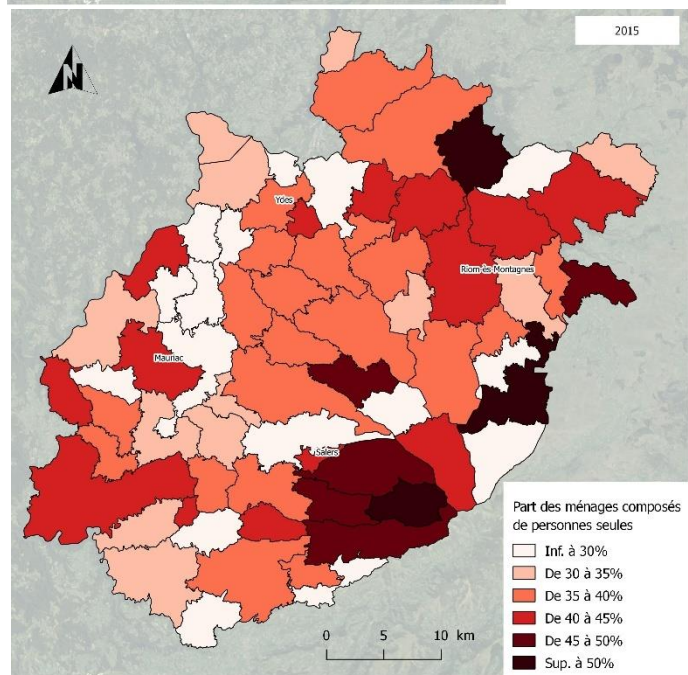 2015
N
Ydes
Riom-ès-Montagnes
Mauriac
Salers
Part des ménages composés
de personnes seules
Inf. à 30%
De 30 à 35%
De 35 à 40%
De 40 à 45%
De 45 à 50%
Sup. à 50%
0 5 10 km